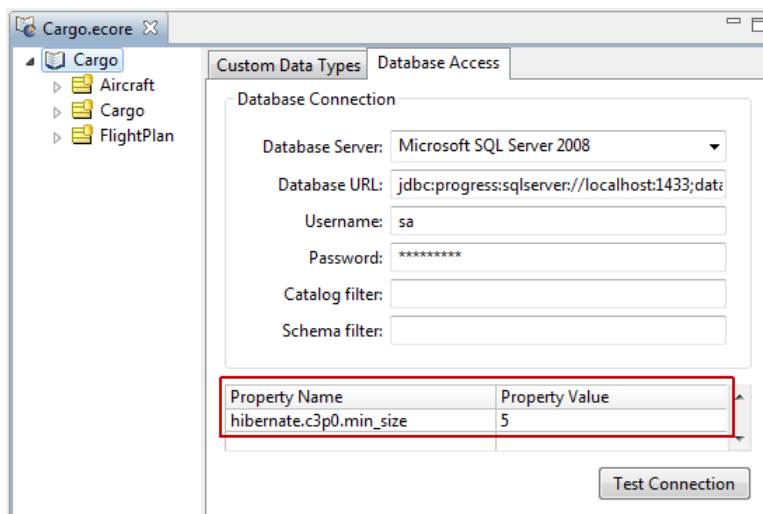 Cargo.ecore
Cargo
Aircraft
Cargo
FlightPlan
Custom Data Types
Database Access
Database Connection
Database Server: Microsoft SQL Server 2008
Database URL: jdbc:progress:sqlserver://localhost:1433;data
Username: sa
Password: *********
Catalog filter:
Schema filter:
Property Name Property Value
hibernate.c3p0.min_size 5
Test Connection